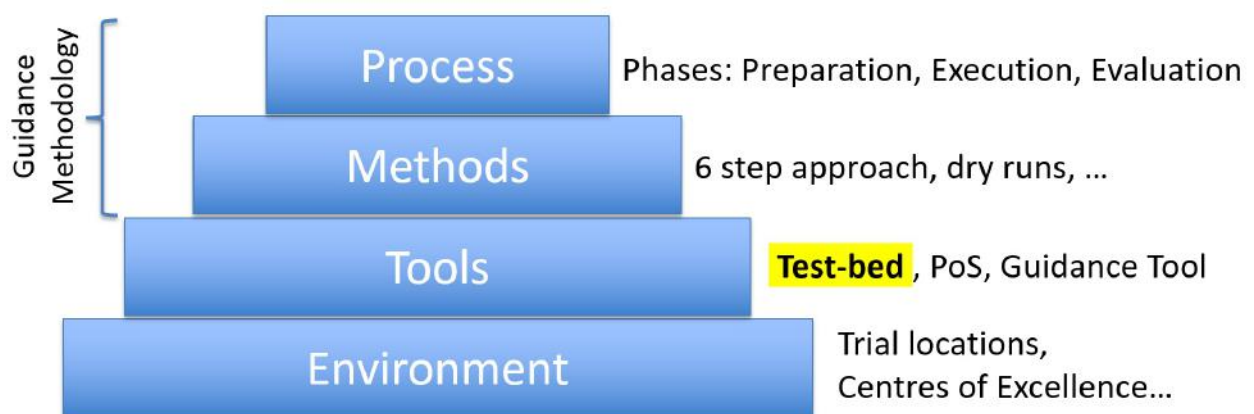 Guidance
Methodology
Process
Phases: Preparation, Execution, Evaluation
Methods
6 step approach, dry runs, ...
Tools
Test-bed , PoS, Guidance Tool
Environment
Trial locations,
Centres of Excellence...